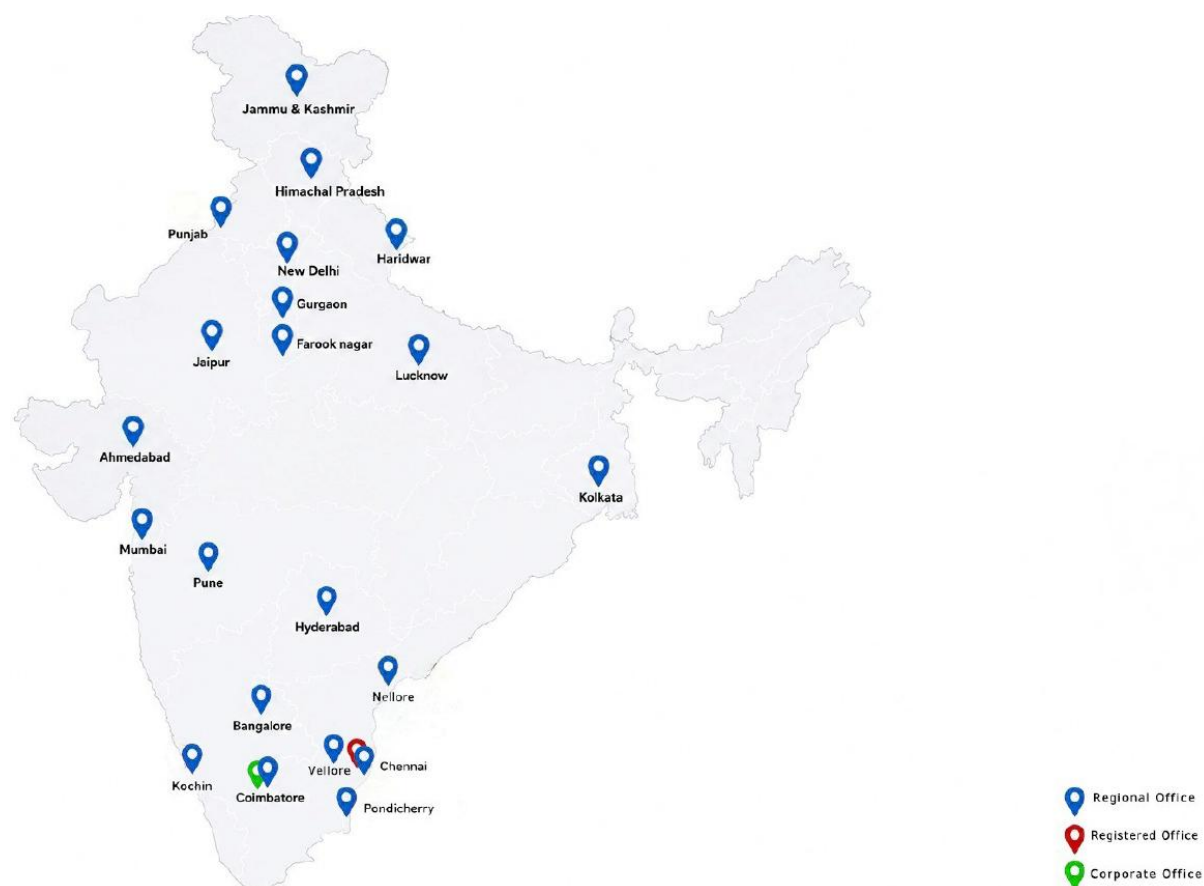 Jammu & Kashmir
Himachal Pradesh
Punjab
Haridwar
New Delhi
Gurgaon
Farook nagar
Jaipur
Lucknow
Ahmedabad
Kolkata
Mumbai
Pune
Hyderabad
Nellore
Bangalore
Vellore
Chennai
Kochin
Coimbatore
Pondicherry
Regional Office
Registered Office
Corporate Office